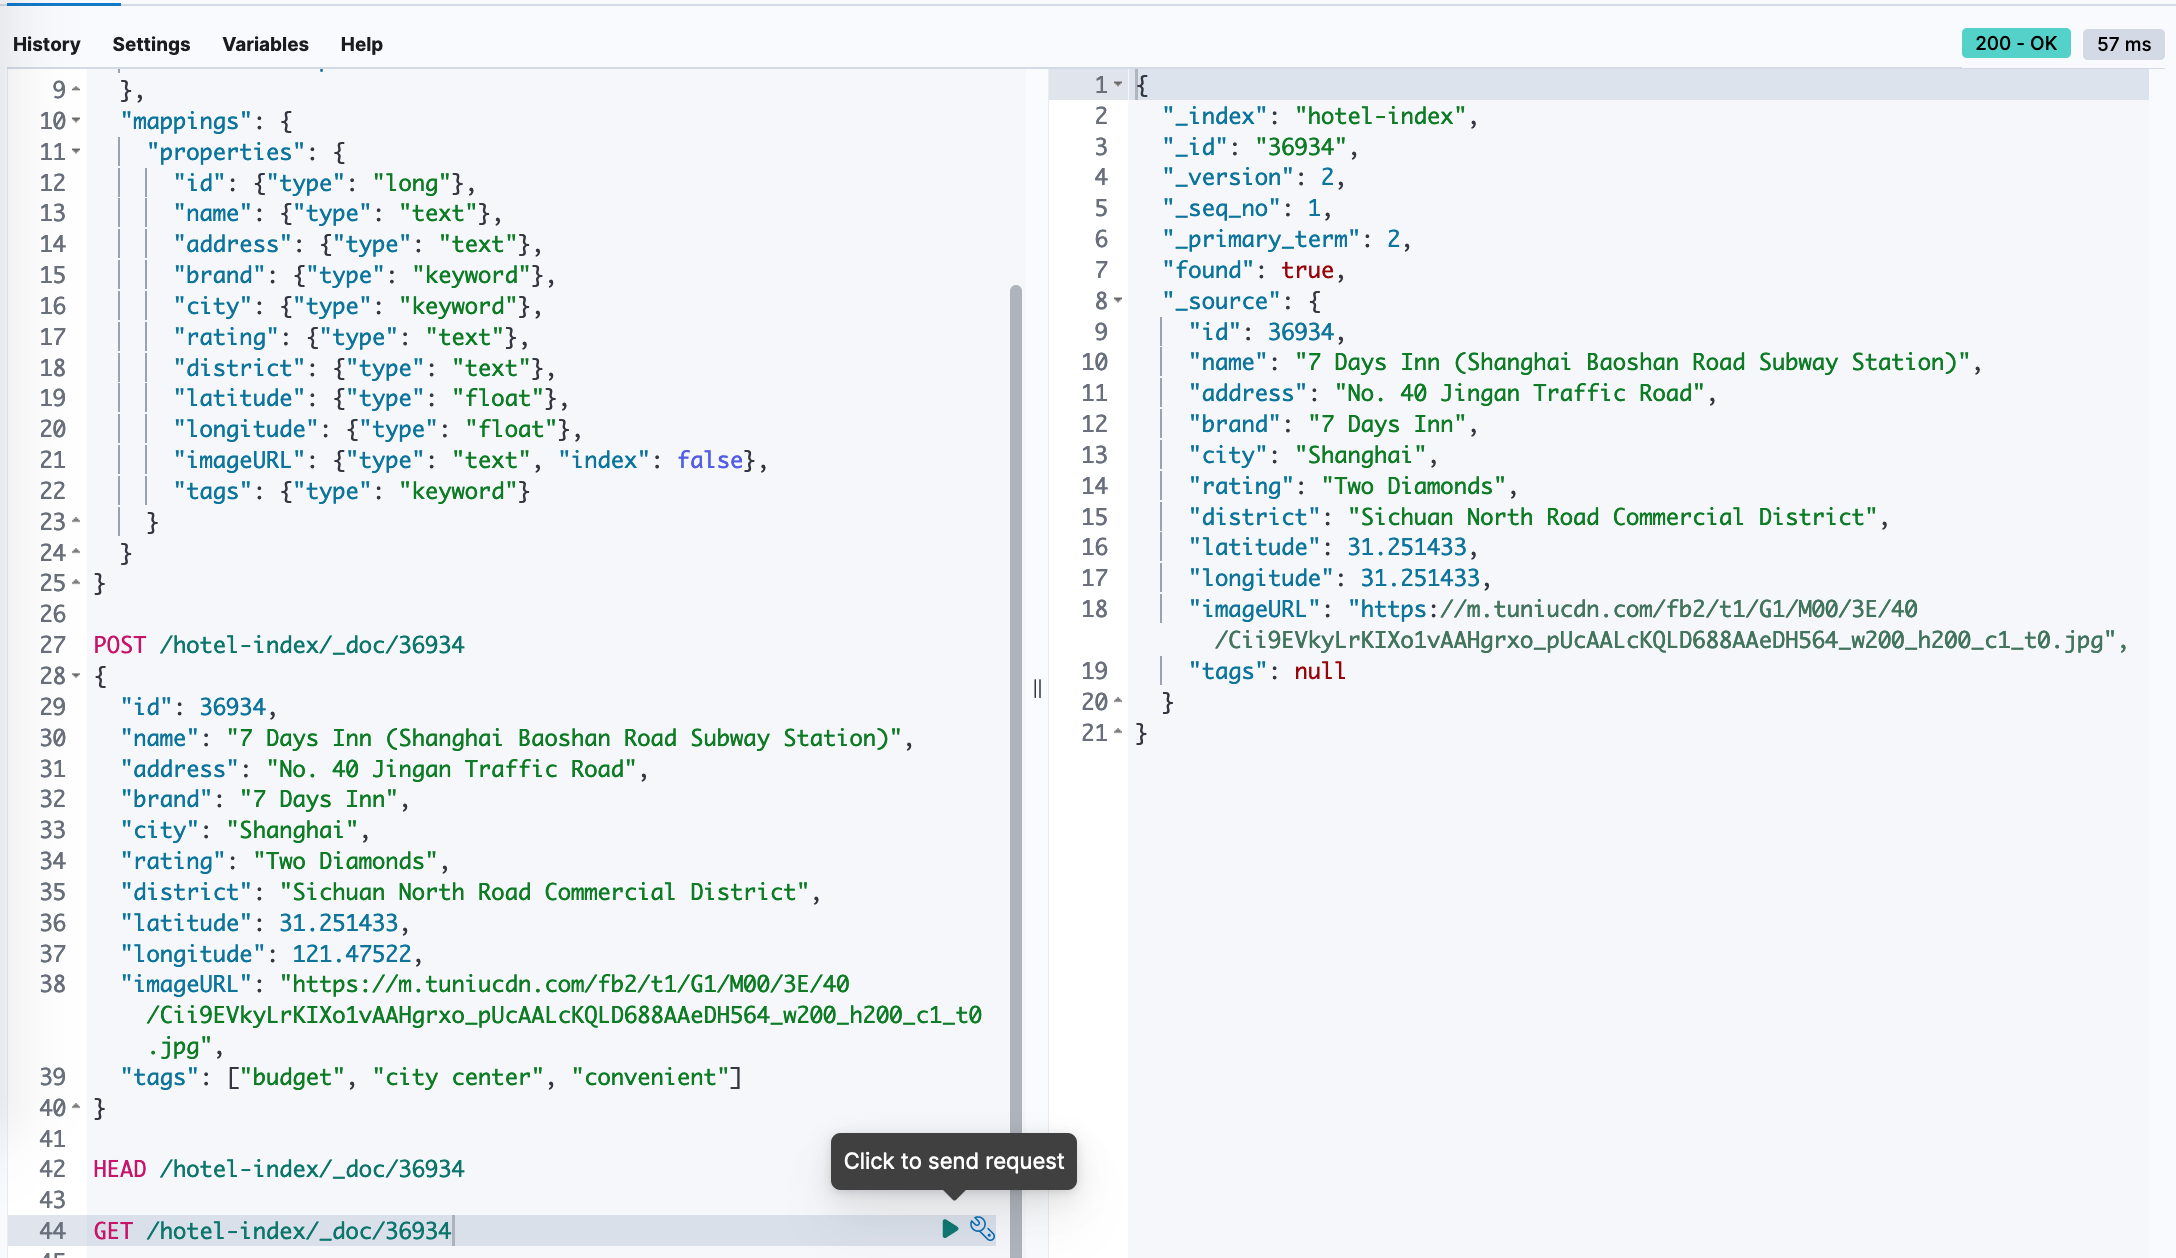 History Settings Variables Help
200 - OK 57 ms
9 },
10 "mappings": {
11 "properties": {
12 "id": {"type": "long"},
13 "name": {"type": "text"},
14 "address": {"type": "text"},
15 "brand": {"type": "keyword"},
16 "city": {"type": "keyword"},
17 "rating": {"type": "text"},
18 "district": {"type": "text"},
19 "latitude": {"type": "float"},
20 "longitude": {"type": "float"},
21 "imageURL": {"type": "text", "index": false},
22 "tags": {"type": "keyword"}
23 }
24 }
25 }
26
27 POST /hotel-index/_doc/36934
28 {
29 "id": 36934,
30 "name": "7 Days Inn (Shanghai Baoshan Road Subway Station)",
31 "address": "No. 40 Jingan Traffic Road",
32 "brand": "7 Days Inn",
33 "city": "Shanghai",
34 "rating": "Two Diamonds",
35 "district": "Sichuan North Road Commercial District",
36 "latitude": 31.251433,
37 "longitude": 121.47522,
38 "imageURL": "https://m.tuniucdn.com/fb2/t1/G1/M00/3E/40
/Cii9EVkyLrKIXo1vAAHgrxo_pUcAALcKQLD688AAeDH564_w200_h200_c1_t0
.jpg",
39 "tags": ["budget", "city center", "convenient"]
40 }
41
42 HEAD /hotel-index/_doc/36934
43
44 GET /hotel-index/_doc/36934
Click to send request
1 {
2 "_index": "hotel-index",
3 "_id": "36934",
4 "_version": 2,
5 "_seq_no": 1,
6 "_primary_term": 2,
7 "found": true,
8 "_source": {
9 "id": 36934,
10 "name": "7 Days Inn (Shanghai Baoshan Road Subway Station)",
11 "address": "No. 40 Jingan Traffic Road",
12 "brand": "7 Days Inn",
13 "city": "Shanghai",
14 "rating": "Two Diamonds",
15 "district": "Sichuan North Road Commercial District",
16 "latitude": 31.251433,
17 "longitude": 31.251433,
18 "imageURL": "https://m.tuniucdn.com/fb2/t1/G1/M00/3E/40
/Cii9EVkyLrKIXo1vAAHgrxo_pUcAALcKQLD688AAeDH564_w200_h200_c1_t0.jpg",
19 "tags": null
20 }
21 }